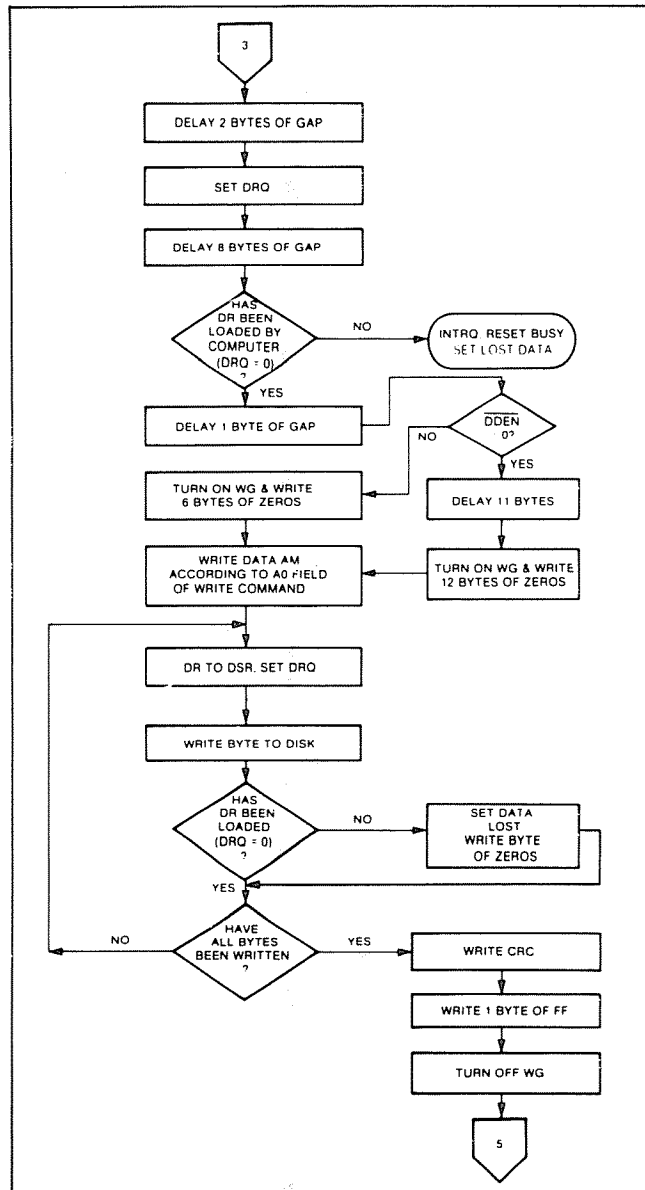 3
DELAY 2 BYTES OF GAP
SET DRQ
DELAY 8 BYTES OF GAP
HAS
DR BEEN
LOADED BY
COMPUTER
(DRQ = 0)
?
NO
INTRQ. RESET BUSY
SET LOST DATA
YES
DELAY 1 BYTE OF GAP
DDEN
0?
NO
YES
TURN ON WG & WRITE
6 BYTES OF ZEROS
DELAY 11 BYTES
WRITE DATA AM
ACCORDING TO A0 FIELD
OF WRITE COMMAND
TURN ON WG & WRITE
12 BYTES OF ZEROS
DR TO DSR. SET DRQ
WRITE BYTE TO DISK
HAS
DR BEEN
LOADED
(DRQ = 0)
?
NO
SET DATA
LOST
WRITE BYTE
OF ZEROS
YES
HAVE
ALL BYTES
BEEN WRITTEN
?
NO
YES
WRITE CRC
WRITE 1 BYTE OF FF
TURN OFF WG
5